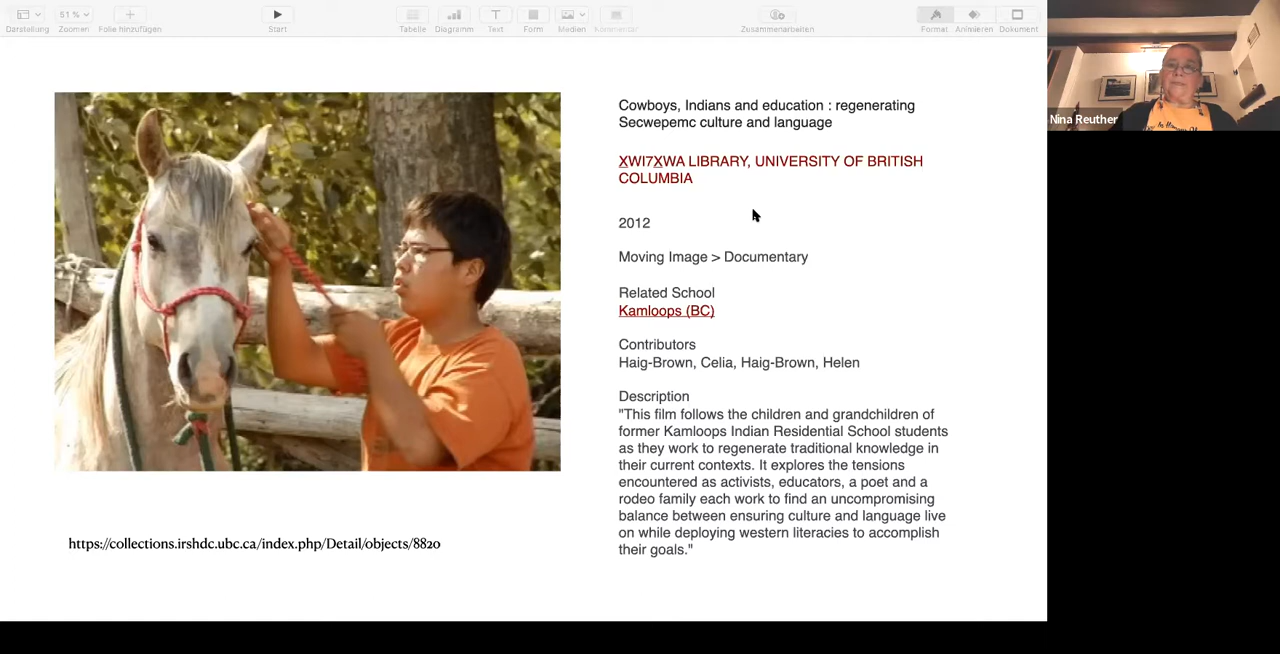 51 %
Darstellung
Zoomen
Folie hinzufügen
Start
Tabelle
Diagramm
T
Text
Form
Medien
Kommentar
Zusammenarbeiten
Format
Animieren
Dokument
Nina Reuther
Cowboys, Indians and education : regenerating
Secwepemc culture and language
X̱WI7X̱WA LIBRARY, UNIVERSITY OF BRITISH
COLUMBIA
2012
Moving Image > Documentary
Related School
Kamloops (BC)
Contributors
Haig-Brown, Celia, Haig-Brown, Helen
Description
"This film follows the children and grandchildren of
former Kamloops Indian Residential School students
as they work to regenerate traditional knowledge in
their current contexts. It explores the tensions
encountered as activists, educators, a poet and a
rodeo family each work to find an uncompromising
balance between ensuring culture and language live
on while deploying western literacies to accomplish
their goals."
https://collections.irshdc.ubc.ca/index.php/Detail/objects/8820